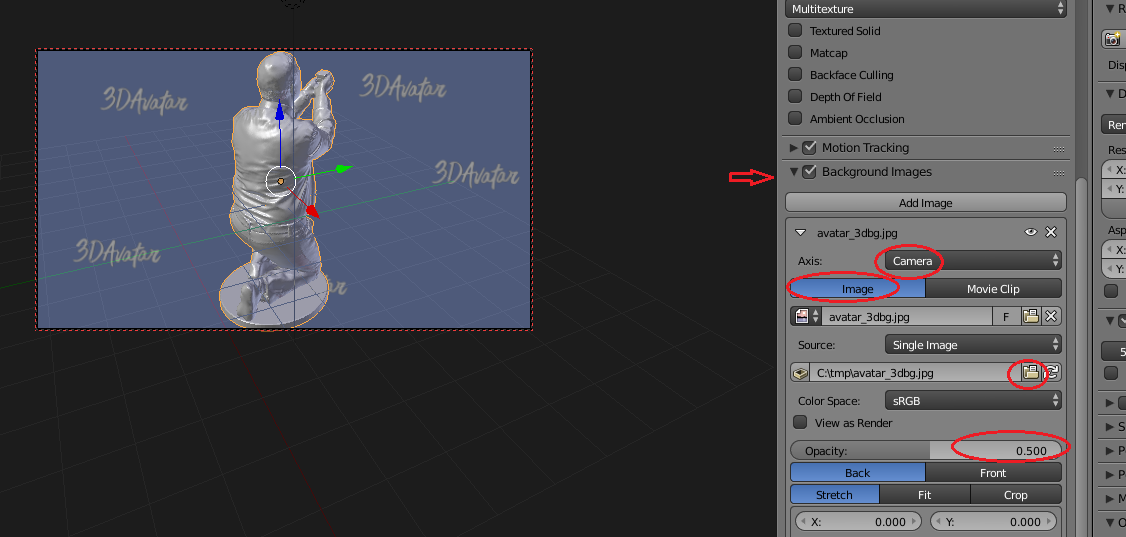 Multitexture
Textured Solid
Matcap
Backface Culling
Depth Of Field
Ambient Occlusion
Motion Tracking
Background Images
Add Image
avatar_3dbg.jpg
Axis: Camera
Image Movie Clip
avatar_3dbg.jpg F
Source: Single Image
C:\tmp\avatar_3dbg.jpg
Color Space: sRGB
View as Render
Opacity: 0.500
Back Front
Stretch Fit Crop
X: 0.000 Y: 0.000
3DAvatar
3DAvatar
3DAvatar
3DAvatar
R
Disp
D
Ren
Res
X:
Y:
Asp
X:
Y:
5
S
P
P
M
O